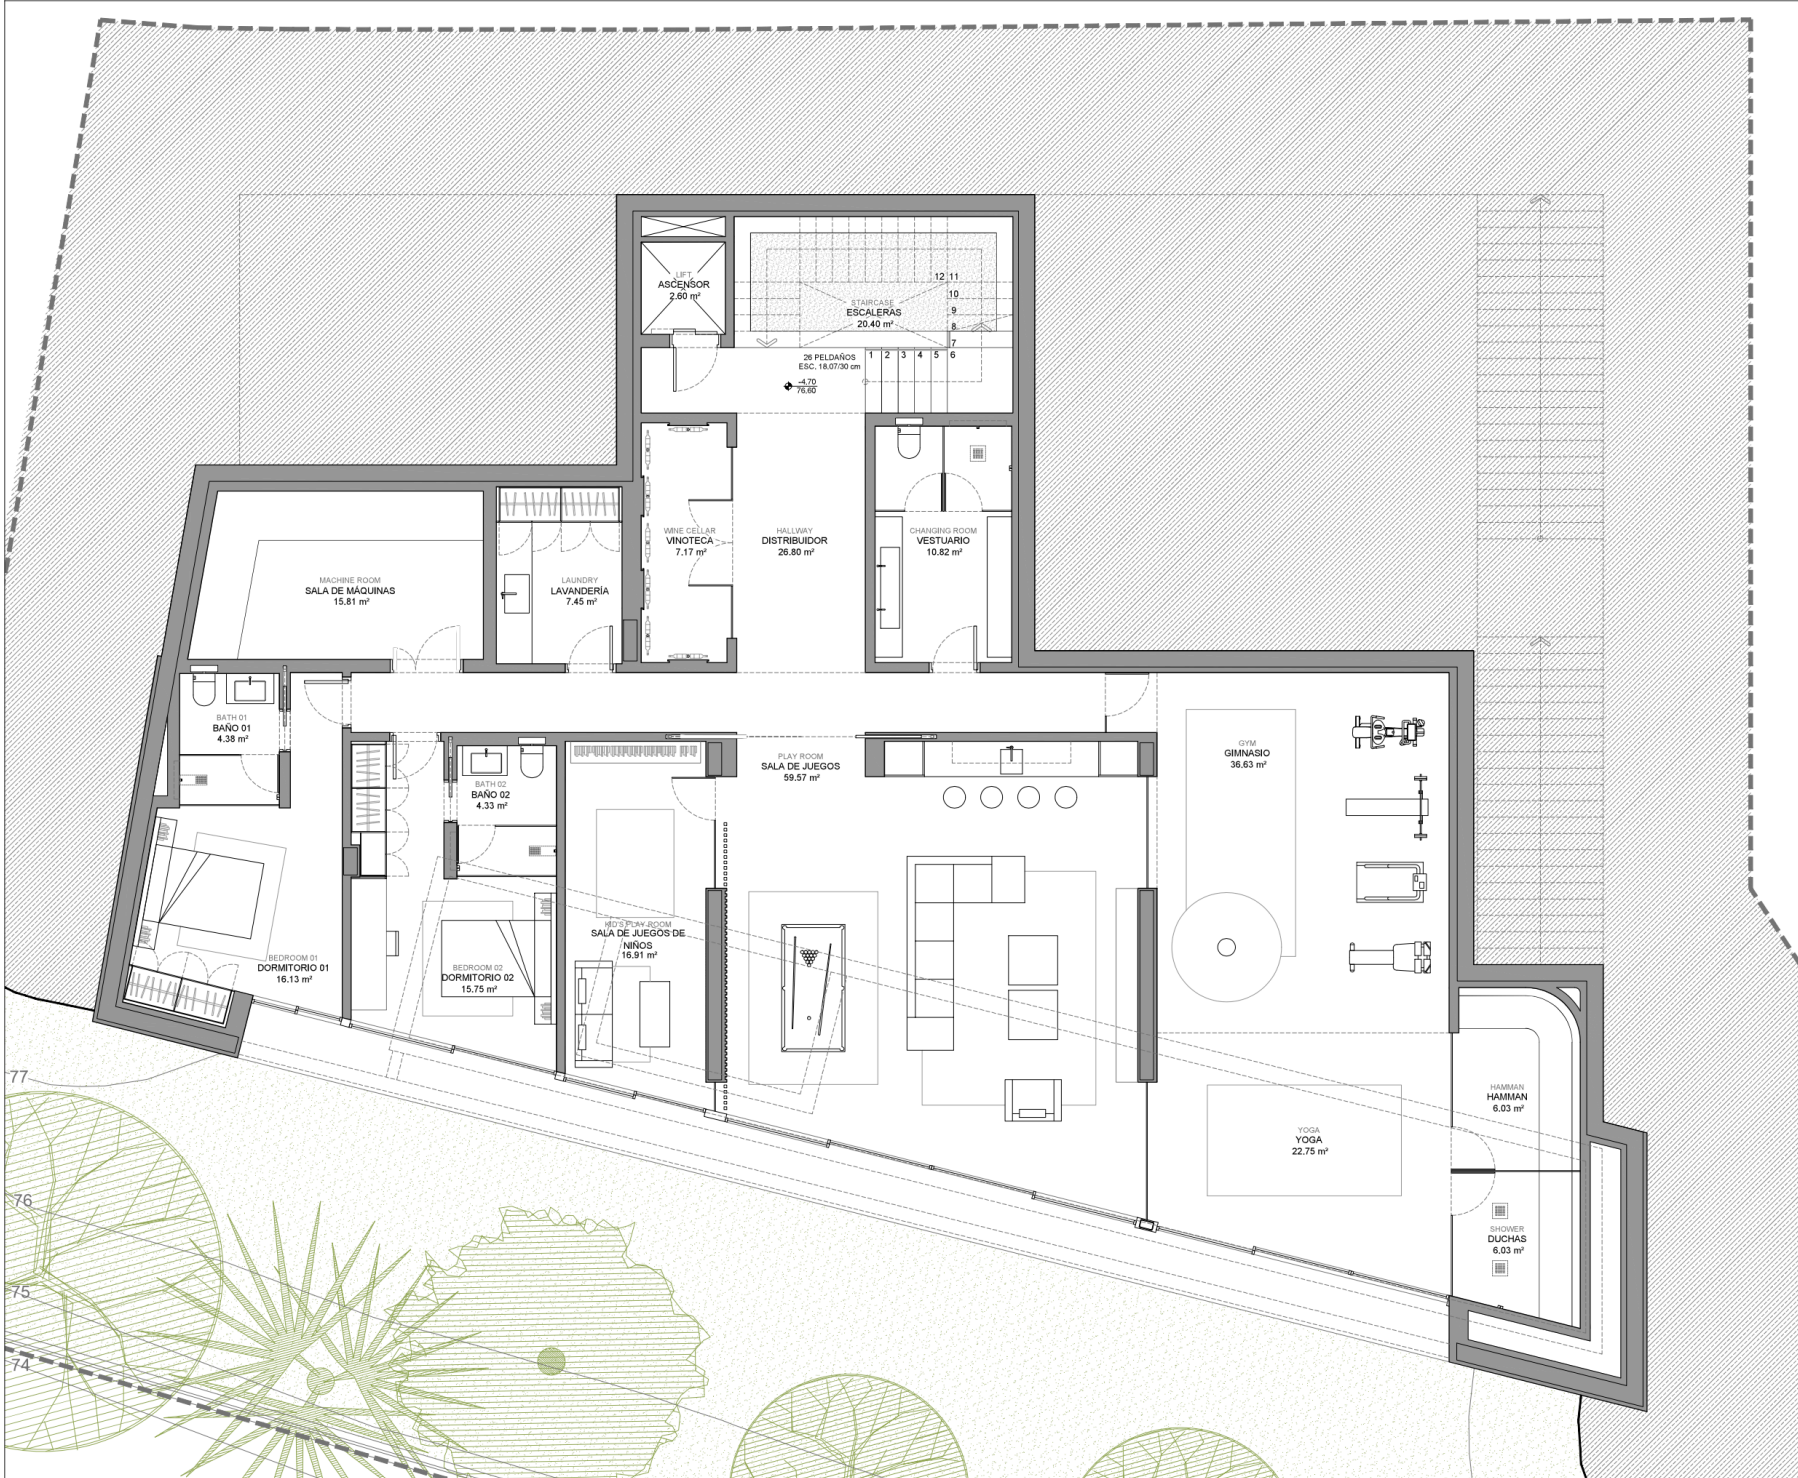 LIFT
ASCENSOR
2.60 m²
STAIRCASE
ESCALERAS
20.40 m²
12 11
10
9
8
7
1 2 3 4 5 6
26 PELDAÑOS
ESC. 18,07/30 cm
-4,70
76,60
WINE CELLAR
VINOTECA
7.17 m²
HALLWAY
DISTRIBUIDOR
26.80 m²
CHANGING ROOM
VESTUARIO
10.82 m²
MACHINE ROOM
SALA DE MÁQUINAS
15.81 m²
LAUNDRY
LAVANDERÍA
7.45 m²
BATH 01
BAÑO 01
4.38 m²
BATH 02
BAÑO 02
4.33 m²
PLAY ROOM
SALA DE JUEGOS
59.57 m²
GYM
GIMNASIO
36.63 m²
KID'S PLAY ROOM
SALA DE JUEGOS DE
NIÑOS
16.91 m²
BEDROOM 01
DORMITORIO 01
16.13 m²
BEDROOM 02
DORMITORIO 02
15.75 m²
HAMMAN
HAMMAN
6.03 m²
YOGA
YOGA
22.75 m²
SHOWER
DUCHAS
6.03 m²
77
76
75
74